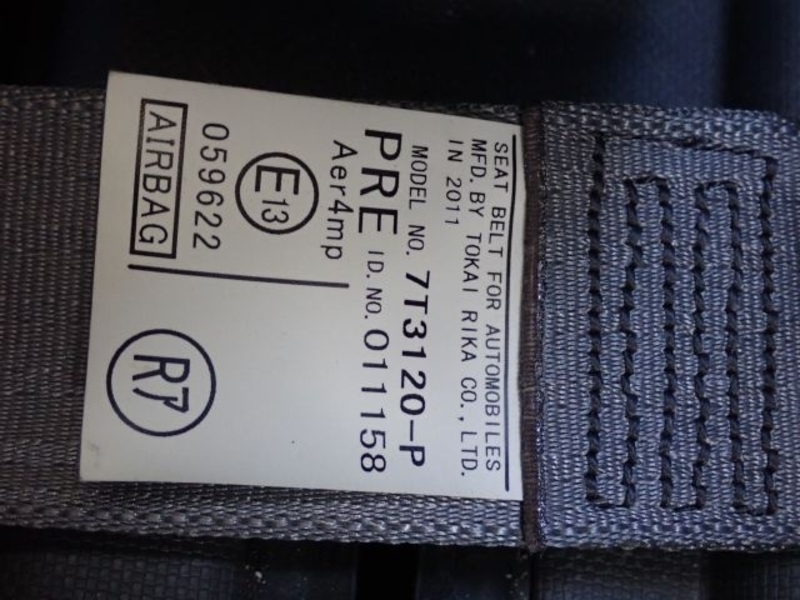 SEAT BELT FOR AUTOMOBILES
MFD. BY TOKAI RIKA CO., LTD.
IN 2011
MODEL NO. 7T3120-P
PRE ID. NO. 011158
Aer4mp
E13
059622
AIRBAG